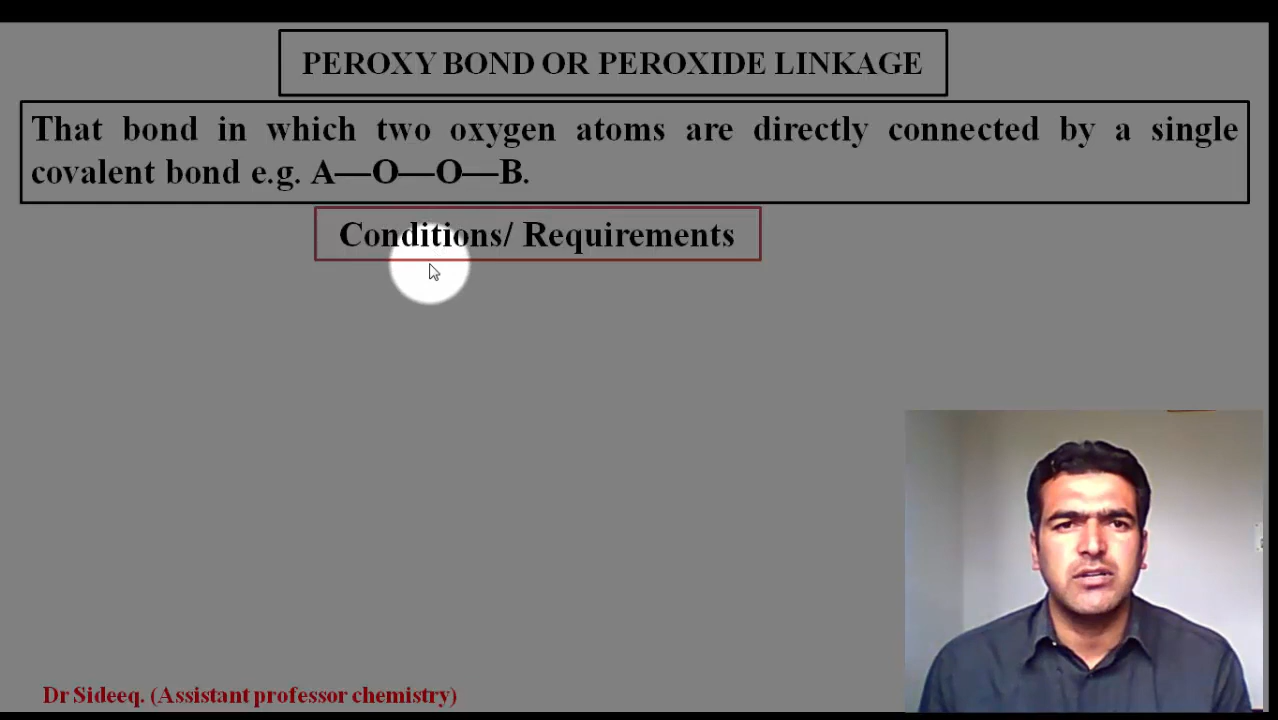 PEROXY BOND OR PEROXIDE LINKAGE
That bond in which two oxygen atoms are directly connected by a single
covalent bond e.g. A—O—O—B.
Conditions/ Requirements
Dr Sideeq. (Assistant professor chemistry)